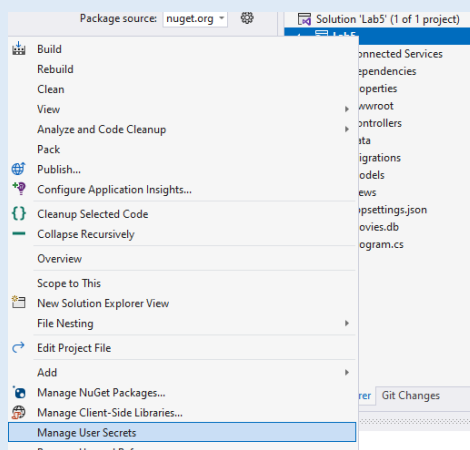 Package source: nuget.org
Solution 'Lab5' (1 of 1 project)
Lab5
Build
Rebuild
Clean
View
Analyze and Code Cleanup
Pack
Publish...
Configure Application Insights...
Cleanup Selected Code
Collapse Recursively
Overview
Scope to This
New Solution Explorer View
File Nesting
Edit Project File
Add
Manage NuGet Packages...
Manage Client-Side Libraries...
Manage User Secrets
onnected Services
ependencies
operties
wwroot
ontrollers
ata
igrations
odels
ews
ppsettings.json
ovies.db
ogram.cs
rer Git Changes